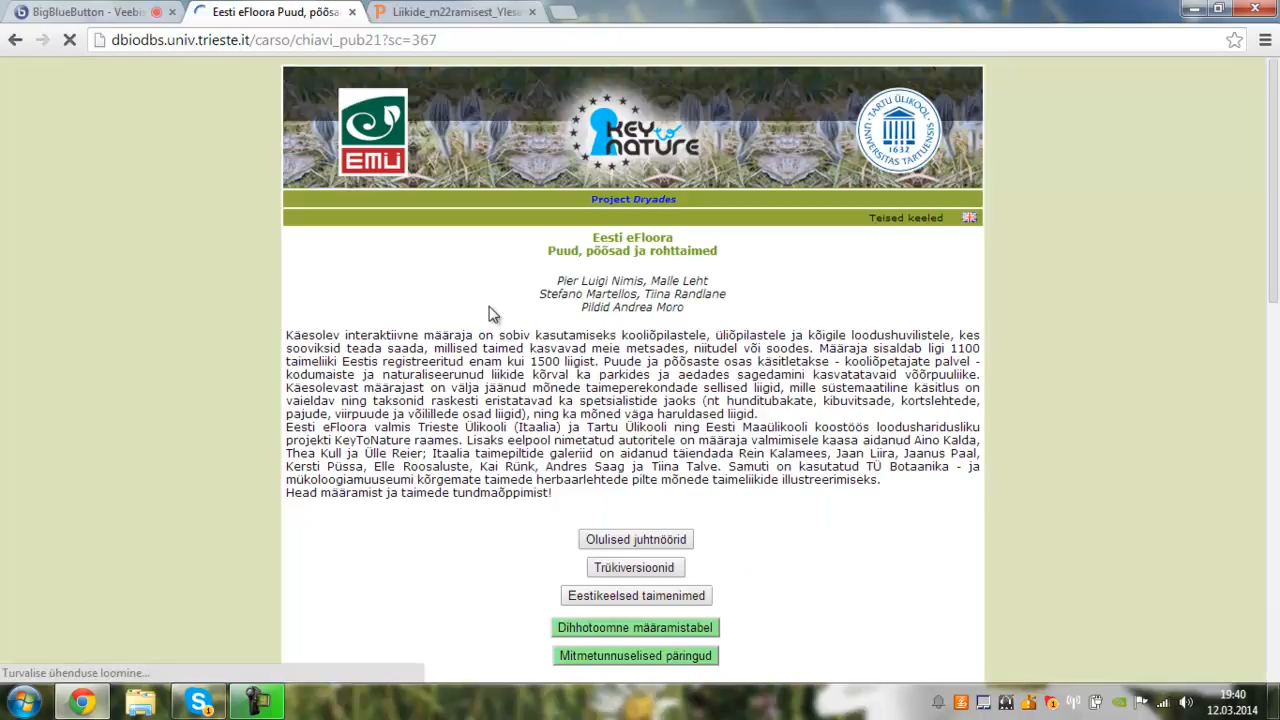 BigBlueButton - Veebis
Eesti eFloora Puud, põõsa
Liikide_m22ramisest_Ylese
dbiodbs.univ.trieste.it/carso/chiavi_pub21?sc=367
EMÜ
KEY to NATURE
TARTU ÜLIKOOL
UNIVERSITAS TARTUENSIS
1632
Project Dryades
Teised keeled
Eesti eFloora
Puud, põõsad ja rohttaimed
Pier Luigi Nimis, Malle Leht
Stefano Martellos, Tiina Randlane
Pildid Andrea Moro
Käesolev interaktiivne määraja on sobiv kasutamiseks kooliõpilastele, üliõpilastele ja kõigile loodushuvilistele, kes
sooviksid teada saada, millised taimed kasvavad meie metsades, niitudel või soodes. Määraja sisaldab ligi 1100
taimeliiki Eestis registreeritud enam kui 1500 liigist. Puude ja põõsaste osas käsitletakse - kooliõpetajate palvel -
kodumaiste ja naturaliseerunud liikide kõrval ka parkides ja aedades sagedamini kasvatatavaid võõrpuuliike.
Käesolevast määrajast on välja jäänud mõnede taimeperekondade sellised liigid, mille süstemaatiline käsitlus on
vaieldav ning taksonid raskesti eristatavad ka spetsialistide jaoks (nt hunditubakate, kibuvitsade, kortslehtede,
pajude, viirpuude ja võilillede osad liigid), ning ka mõned väga haruldased liigid.
Eesti eFloora valmis Trieste Ülikooli (Itaalia) ja Tartu Ülikooli ning Eesti Maaülikooli koostöös loodusharidusliku
projekti KeyToNature raames. Lisaks eelpool nimetatud autoritele on määraja valmimisele kaasa aidanud Aino Kalda,
Thea Kull ja Ülle Reier; Itaalia taimepiltide galeriid on aidanud täiendada Rein Kalamees, Jaan Liira, Jaanus Paal,
Kersti Püssa, Elle Roosaluste, Kai Rünk, Andres Saag ja Tiina Talve. Samuti on kasutatud TÜ Botaanika - ja
mükoloogiamuuseumi kõrgemate taimede herbaarlehtede pilte mõnede taimeliikide illustreerimiseks.
Head määramist ja taimede tundmaõppimist!
Olulised juhtnöörid
Trükiversioonid
Eestikeelsed taimenimed
Dihhotoomne määramistabel
Mitmetunnuselised päringud
Turvalise ühenduse loomine...
19:40
12.03.2014